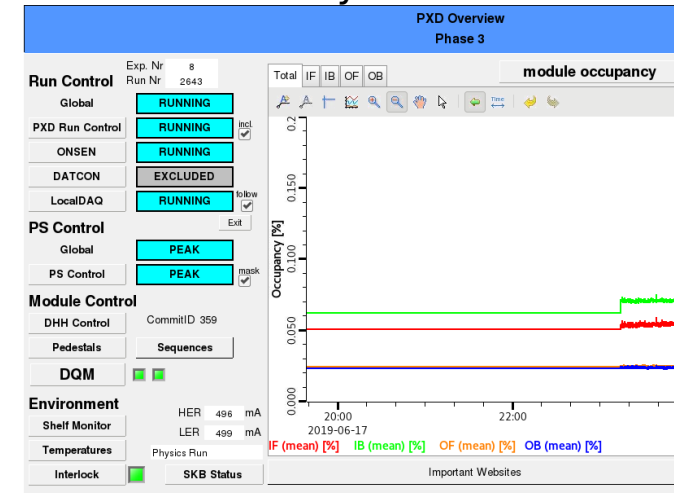 PXD Overview
Phase 3
Exp. Nr 8
Run Control Run Nr 2643
Global RUNNING
PXD Run Control RUNNING incl.
ONSEN RUNNING
DATCON EXCLUDED
LocalDAQ RUNNING follow
PS Control Exit
Global PEAK
PS Control PEAK mask
Module Control
DHH Control CommitID 359
Pedestals Sequences
DQM
Environment
HER 496 mA
Shelf Monitor
LER 499 mA
Temperatures Physics Run
Interlock SKB Status
Total IF IB OF OB module occupancy
Time
Occupancy [%]
0.2
0.150
0.100
0.050
0.000
20:00 22:00
2019-06-17
IF (mean) [%] IB (mean) [%] OF (mean) [%] OB (mean) [%]
Important Websites